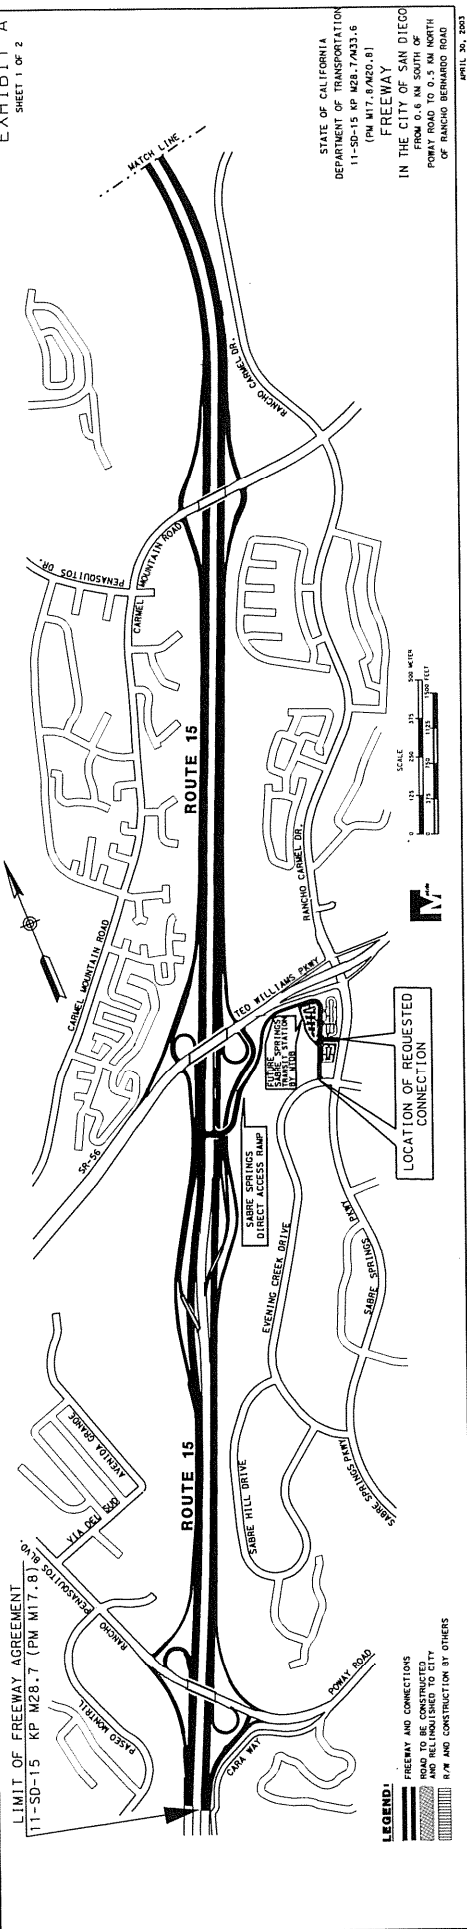 EXHIBIT A
SHEET 1 OF 2
STATE OF CALIFORNIA
DEPARTMENT OF TRANSPORTATION
11-SD-15 KP M28.7/M33.6
(PM M17.8/M20.8)
FREEWAY
IN THE CITY OF SAN DIEGO
FROM 0.6 KM SOUTH OF
POWAY ROAD TO 0.5 KM NORTH
OF RANCHO BERNARDO ROAD
APRIL 30, 2003
LIMIT OF FREEWAY AGREEMENT
11-SD-15 KP M28.7 (PM M17.8)
MATCH LINE
PENASQUITOS DR.
CARMEL MOUNTAIN ROAD
CARMEL MOUNTAIN ROAD
RANCHO CARMEL DR.
ROUTE 15
RANCHO CARMEL DR.
SR-56
TED WILLIAMS PKWY
FUTURE
SABRE SPRINGS
TRANSIT STATION
BY MTDB
SABRE SPRINGS
DIRECT ACCESS RAMP
LOCATION OF REQUESTED
CONNECTION
EVENING CREEK DRIVE
SABRE SPRINGS PKWY
SABRE SPRINGS PKWY
SABRE HILL DRIVE
AVENIDA GRANDE
VIA DEL SUD
ROUTE 15
RANCHO PENASQUITOS BLVD.
PASEO MONTRIL
CARA WAY
POWAY ROAD
SCALE
0 125 250 375 500 METER
0 375 750 1125 1500 FEET
M
LEGEND:
FREEWAY AND CONNECTIONS
ROAD TO BE CONSTRUCTED
AND RELINQUISHED TO CITY
R/W AND CONSTRUCTION BY OTHERS